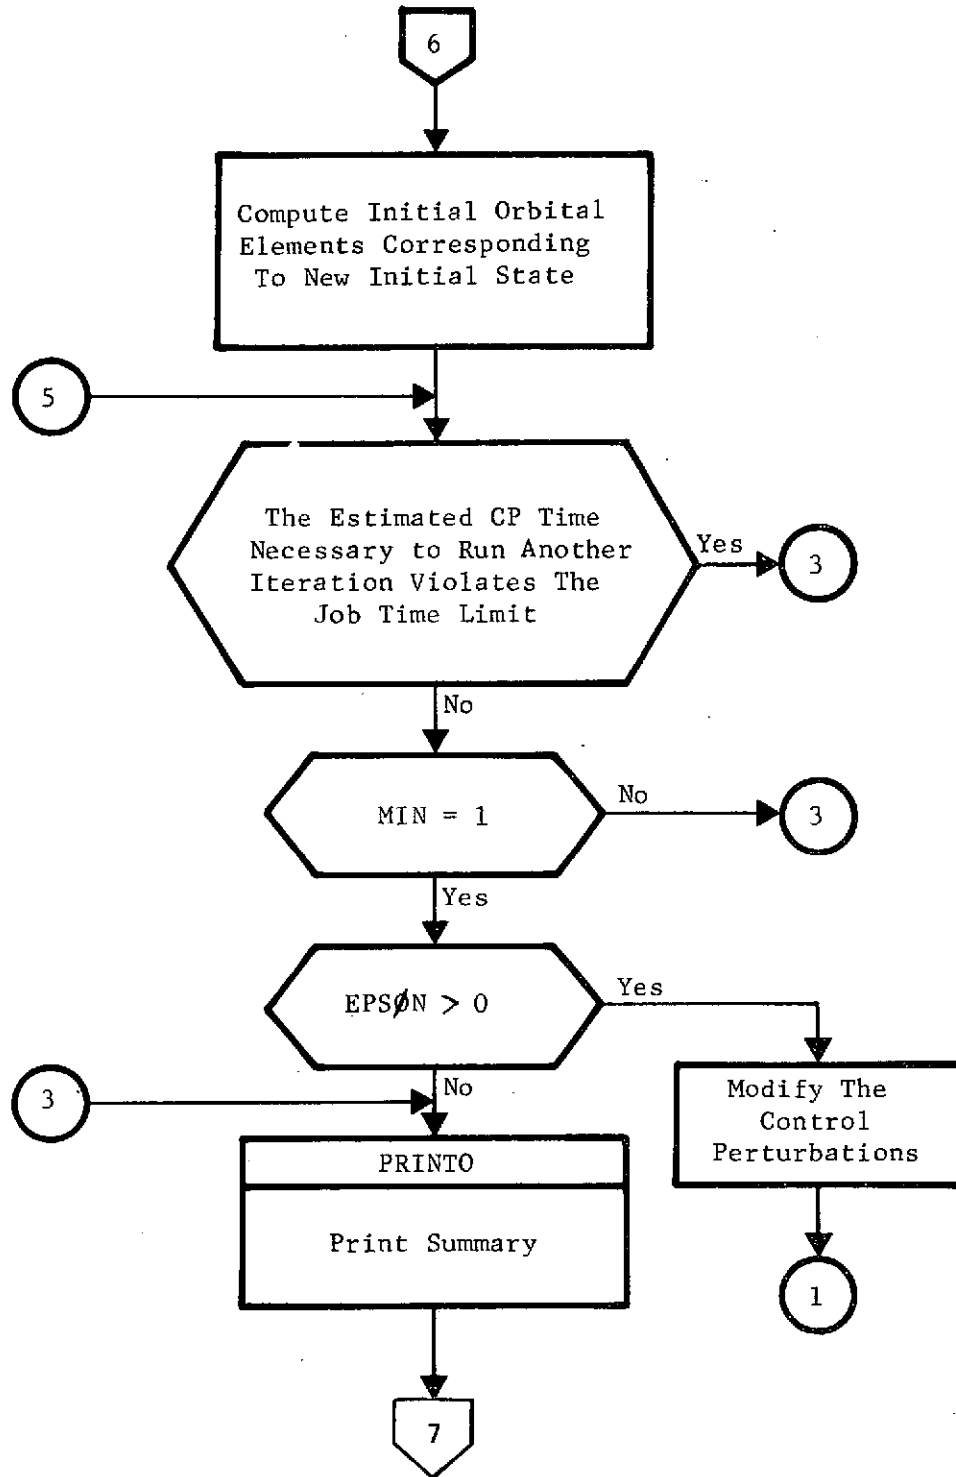 6
Compute Initial Orbital
Elements Corresponding
To New Initial State
5
The Estimated CP Time
Necessary to Run Another
Iteration Violates The
Job Time Limit
Yes
3
No
MIN = 1
No
3
Yes
EPSØN > 0
Yes
No
3
Modify The
Control
Perturbations
PRINTO
Print Summary
1
7